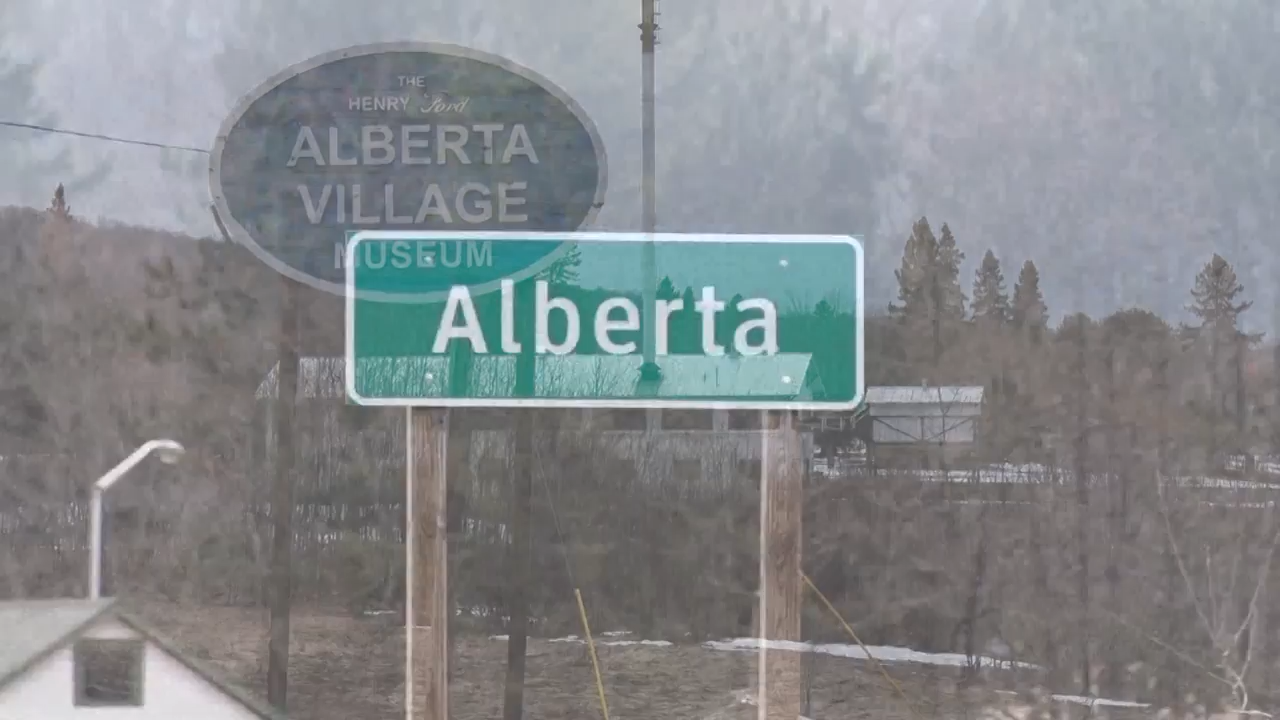 THE
HENRY Ford
ALBERTA
VILLAGE
MUSEUM
Alberta